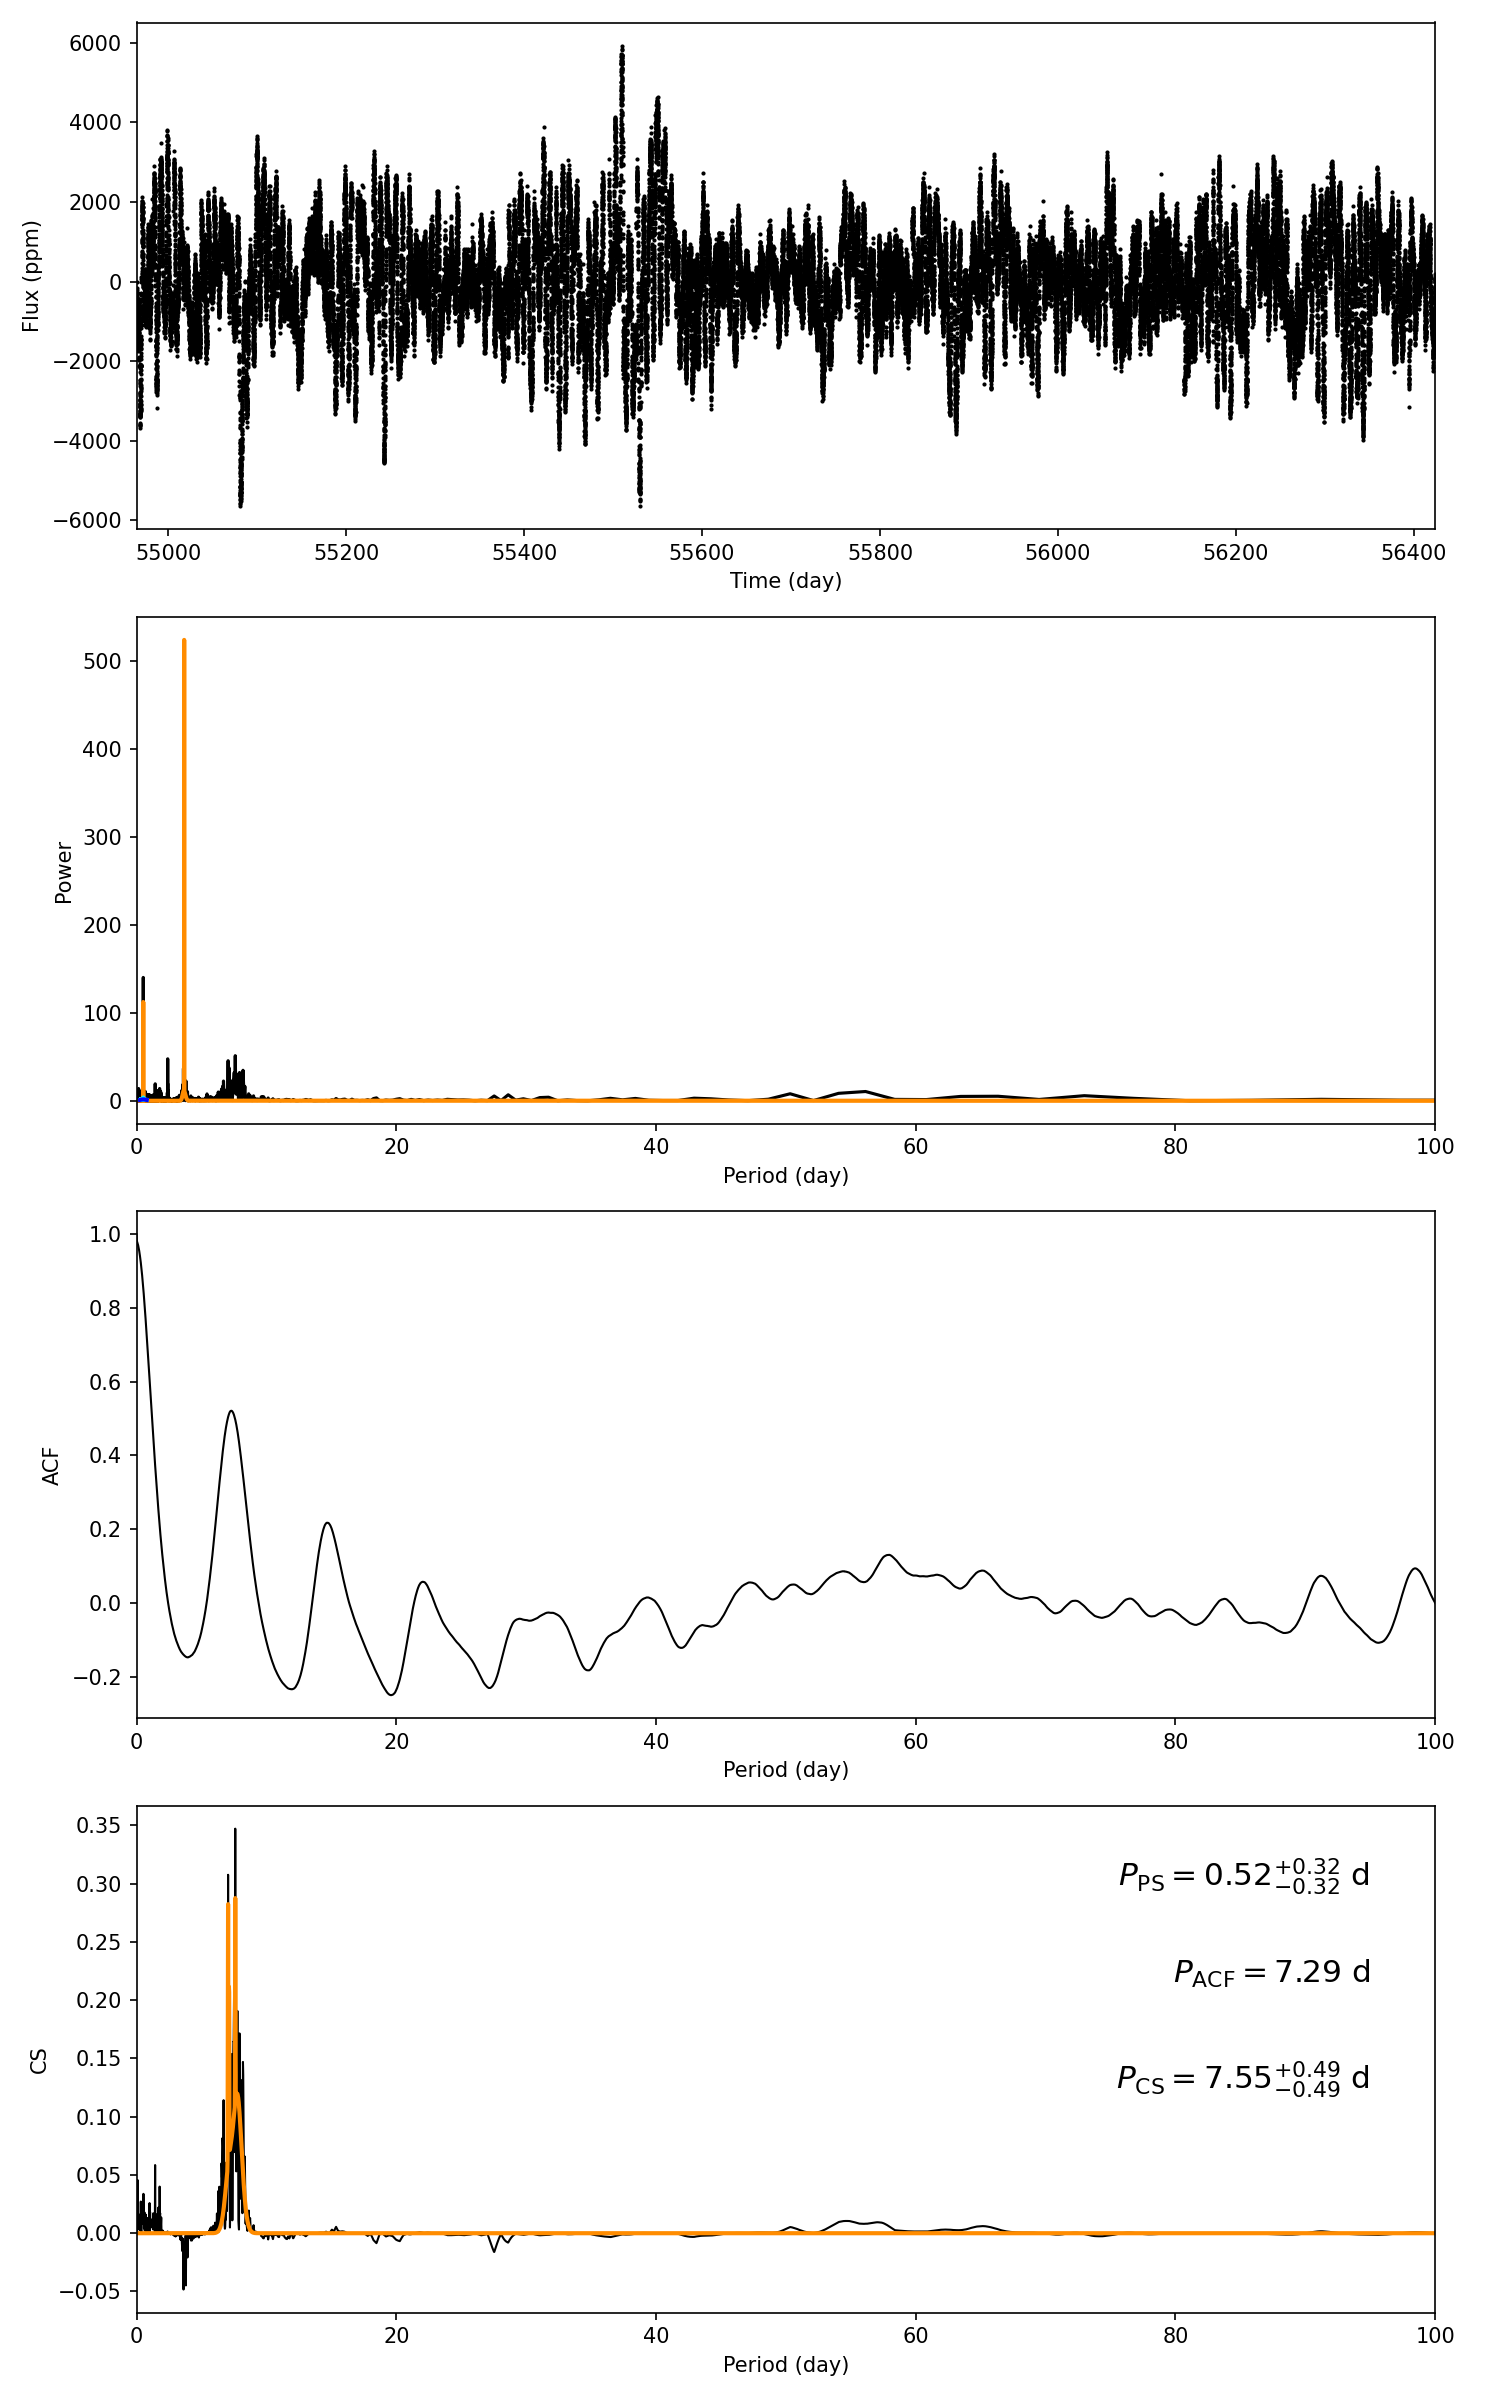 6000
4000
2000
0
−2000
−4000
−6000
Flux (ppm)
55000 55200 55400 55600 55800 56000 56200 56400
Time (day)
500
400
300
200
100
0
Power
0 20 40 60 80 100
Period (day)
1.0
0.8
0.6
0.4
0.2
0.0
−0.2
ACF
0 20 40 60 80 100
Period (day)
0.35
0.30
0.25
0.20
0.15
0.10
0.05
0.00
−0.05
CS
P_PS = 0.52 +0.32 −0.32 d
P_ACF = 7.29 d
P_CS = 7.55 +0.49 −0.49 d
0 20 40 60 80 100
Period (day)